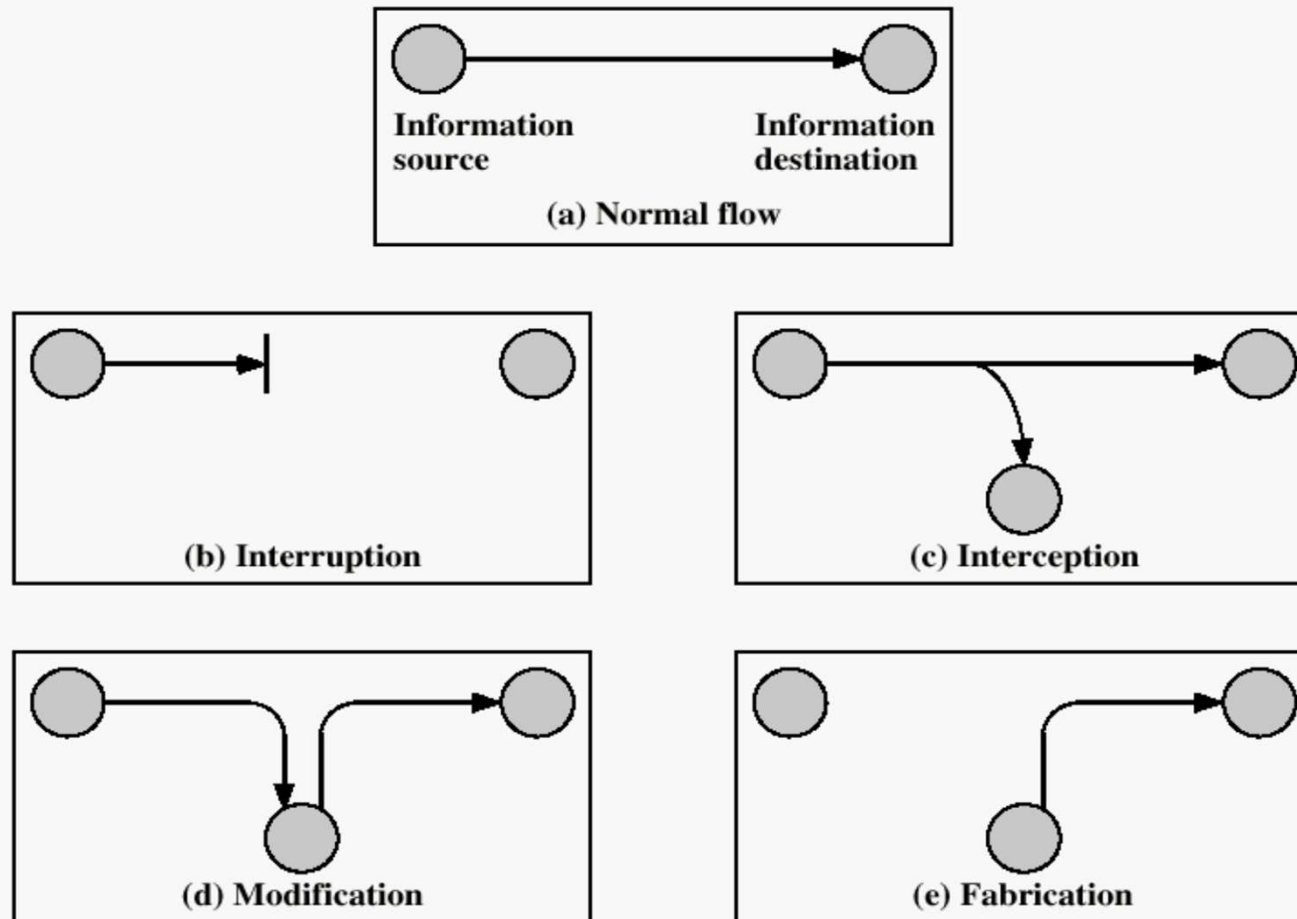 Information
source
Information
destination
(a) Normal flow
(b) Interruption
(c) Interception
(d) Modification
(e) Fabrication